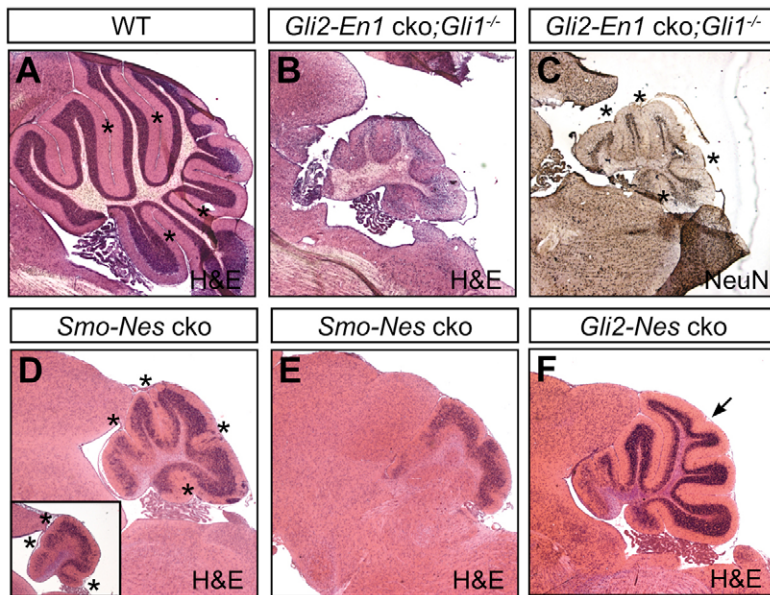 WT
Gli2-En1 cko;Gli1-/-
Gli2-En1 cko;Gli1-/-
A
*
*
*
*
H&E
B
H&E
C
*
*
*
*
NeuN
Smo-Nes cko
Smo-Nes cko
Gli2-Nes cko
D
*
*
*
*
*
*
*
H&E
E
H&E
F
H&E